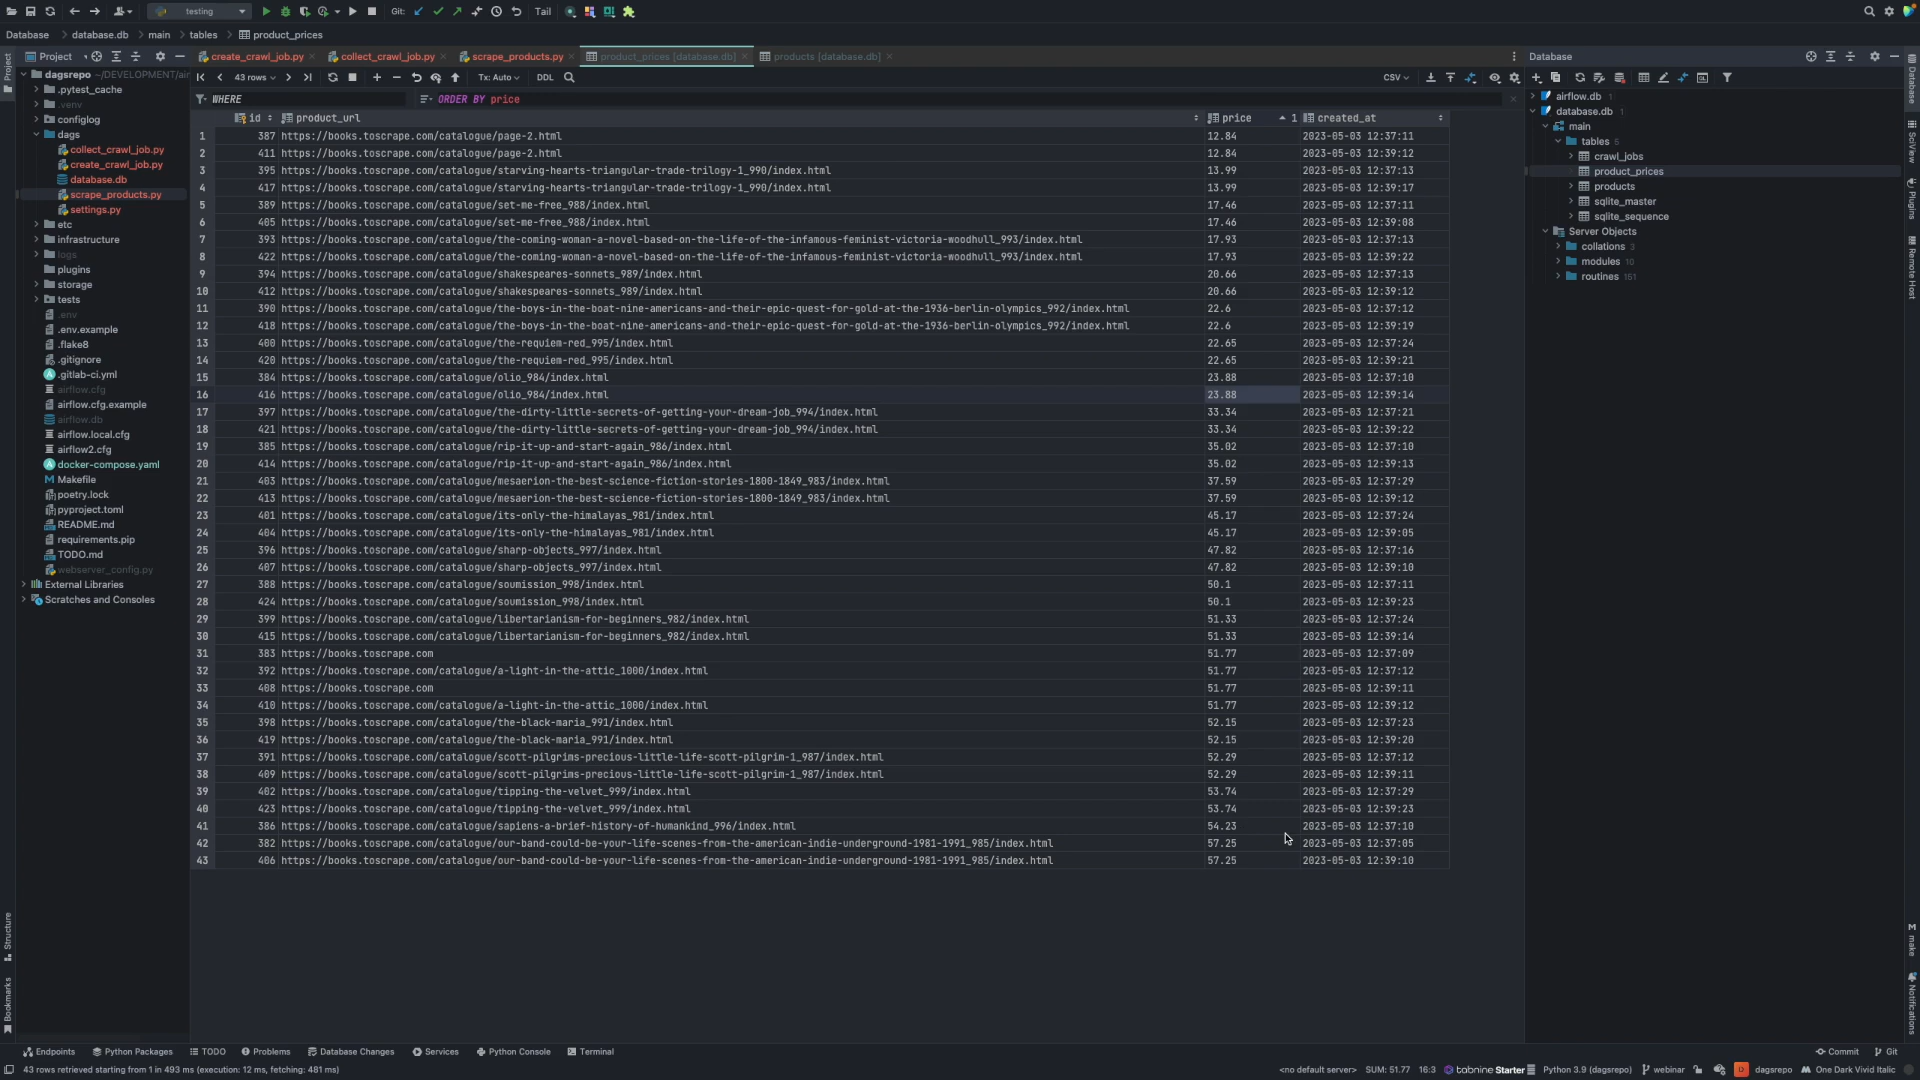 testing
Git:
Tail
Database
database.db
main
tables
product_prices
Project
create_crawl_job.py
collect_crawl_job.py
scrape_products.py
product_prices [database.db]
products [database.db]
Database
dagsrepo ~/DEVELOPMENT/air
.pytest_cache
.venv
configlog
dags
collect_crawl_job.py
create_crawl_job.py
database.db
scrape_products.py
settings.py
etc
infrastructure
logs
plugins
storage
tests
.env
.env.example
.flake8
.gitignore
.gitlab-ci.yml
airflow.cfg
airflow.cfg.example
airflow.db
airflow.local.cfg
airflow2.cfg
docker-compose.yaml
Makefile
poetry.lock
pyproject.toml
README.md
requirements.pip
TODO.md
webserver_config.py
External Libraries
Scratches and Consoles
43 rows
Tx: Auto
DDL
CSV
WHERE
ORDER BY price
id product_url price 1 created_at
1 387 https://books.toscrape.com/catalogue/page-2.html 12.84 2023-05-03 12:37:11
2 411 https://books.toscrape.com/catalogue/page-2.html 12.84 2023-05-03 12:39:12
3 395 https://books.toscrape.com/catalogue/starving-hearts-triangular-trade-trilogy-1_990/index.html 13.99 2023-05-03 12:37:13
4 417 https://books.toscrape.com/catalogue/starving-hearts-triangular-trade-trilogy-1_990/index.html 13.99 2023-05-03 12:39:17
5 389 https://books.toscrape.com/catalogue/set-me-free_988/index.html 17.46 2023-05-03 12:37:11
6 405 https://books.toscrape.com/catalogue/set-me-free_988/index.html 17.46 2023-05-03 12:39:08
7 393 https://books.toscrape.com/catalogue/the-coming-woman-a-novel-based-on-the-life-of-the-infamous-feminist-victoria-woodhull_993/index.html 17.93 2023-05-03 12:37:13
8 422 https://books.toscrape.com/catalogue/the-coming-woman-a-novel-based-on-the-life-of-the-infamous-feminist-victoria-woodhull_993/index.html 17.93 2023-05-03 12:39:22
9 394 https://books.toscrape.com/catalogue/shakespeares-sonnets_989/index.html 20.66 2023-05-03 12:37:13
10 412 https://books.toscrape.com/catalogue/shakespeares-sonnets_989/index.html 20.66 2023-05-03 12:39:12
11 390 https://books.toscrape.com/catalogue/the-boys-in-the-boat-nine-americans-and-their-epic-quest-for-gold-at-the-1936-berlin-olympics_992/index.html 22.6 2023-05-03 12:37:12
12 418 https://books.toscrape.com/catalogue/the-boys-in-the-boat-nine-americans-and-their-epic-quest-for-gold-at-the-1936-berlin-olympics_992/index.html 22.6 2023-05-03 12:39:19
13 400 https://books.toscrape.com/catalogue/the-requiem-red_995/index.html 22.65 2023-05-03 12:37:24
14 420 https://books.toscrape.com/catalogue/the-requiem-red_995/index.html 22.65 2023-05-03 12:39:21
15 384 https://books.toscrape.com/catalogue/olio_984/index.html 23.88 2023-05-03 12:37:10
16 416 https://books.toscrape.com/catalogue/olio_984/index.html 23.88 2023-05-03 12:39:14
17 397 https://books.toscrape.com/catalogue/the-dirty-little-secrets-of-getting-your-dream-job_994/index.html 33.34 2023-05-03 12:37:21
18 421 https://books.toscrape.com/catalogue/the-dirty-little-secrets-of-getting-your-dream-job_994/index.html 33.34 2023-05-03 12:39:22
19 385 https://books.toscrape.com/catalogue/rip-it-up-and-start-again_986/index.html 35.02 2023-05-03 12:37:10
20 414 https://books.toscrape.com/catalogue/rip-it-up-and-start-again_986/index.html 35.02 2023-05-03 12:39:13
21 403 https://books.toscrape.com/catalogue/mesaerion-the-best-science-fiction-stories-1800-1849_983/index.html 37.59 2023-05-03 12:37:29
22 413 https://books.toscrape.com/catalogue/mesaerion-the-best-science-fiction-stories-1800-1849_983/index.html 37.59 2023-05-03 12:39:12
23 401 https://books.toscrape.com/catalogue/its-only-the-himalayas_981/index.html 45.17 2023-05-03 12:37:24
24 404 https://books.toscrape.com/catalogue/its-only-the-himalayas_981/index.html 45.17 2023-05-03 12:39:05
25 396 https://books.toscrape.com/catalogue/sharp-objects_997/index.html 47.82 2023-05-03 12:37:16
26 407 https://books.toscrape.com/catalogue/sharp-objects_997/index.html 47.82 2023-05-03 12:39:10
27 388 https://books.toscrape.com/catalogue/soumission_998/index.html 50.1 2023-05-03 12:37:11
28 424 https://books.toscrape.com/catalogue/soumission_998/index.html 50.1 2023-05-03 12:39:23
29 399 https://books.toscrape.com/catalogue/libertarianism-for-beginners_982/index.html 51.33 2023-05-03 12:37:24
30 415 https://books.toscrape.com/catalogue/libertarianism-for-beginners_982/index.html 51.33 2023-05-03 12:39:14
31 383 https://books.toscrape.com 51.77 2023-05-03 12:37:09
32 392 https://books.toscrape.com/catalogue/a-light-in-the-attic_1000/index.html 51.77 2023-05-03 12:37:12
33 408 https://books.toscrape.com 51.77 2023-05-03 12:39:11
34 410 https://books.toscrape.com/catalogue/a-light-in-the-attic_1000/index.html 51.77 2023-05-03 12:39:12
35 398 https://books.toscrape.com/catalogue/the-black-maria_991/index.html 52.15 2023-05-03 12:37:23
36 419 https://books.toscrape.com/catalogue/the-black-maria_991/index.html 52.15 2023-05-03 12:39:20
37 391 https://books.toscrape.com/catalogue/scott-pilgrims-precious-little-life-scott-pilgrim-1_987/index.html 52.29 2023-05-03 12:37:12
38 409 https://books.toscrape.com/catalogue/scott-pilgrims-precious-little-life-scott-pilgrim-1_987/index.html 52.29 2023-05-03 12:39:11
39 402 https://books.toscrape.com/catalogue/tipping-the-velvet_999/index.html 53.74 2023-05-03 12:37:29
40 423 https://books.toscrape.com/catalogue/tipping-the-velvet_999/index.html 53.74 2023-05-03 12:39:23
41 386 https://books.toscrape.com/catalogue/sapiens-a-brief-history-of-humankind_996/index.html 54.23 2023-05-03 12:37:10
42 382 https://books.toscrape.com/catalogue/our-band-could-be-your-life-scenes-from-the-american-indie-underground-1981-1991_985/index.html 57.25 2023-05-03 12:37:05
43 406 https://books.toscrape.com/catalogue/our-band-could-be-your-life-scenes-from-the-american-indie-underground-1981-1991_985/index.html 57.25 2023-05-03 12:39:10
airflow.db 1
database.db 1
main
tables 5
crawl_jobs
product_prices
products
sqlite_master
sqlite_sequence
Server Objects
collations 3
modules 10
routines 151
Project
Structure
Bookmarks
Database
SciView
Plugins
Remote Host
make
Notifications
Endpoints
Python Packages
TODO
Problems
Database Changes
Services
Python Console
Terminal
Commit
Git
43 rows retrieved starting from 1 in 493 ms (execution: 12 ms, fetching: 481 ms)
<no default server>
SUM: 51.77
16:3
tabnine Starter
Python 3.9 (dagsrepo)
webinar
D dagsrepo
One Dark Vivid Italic